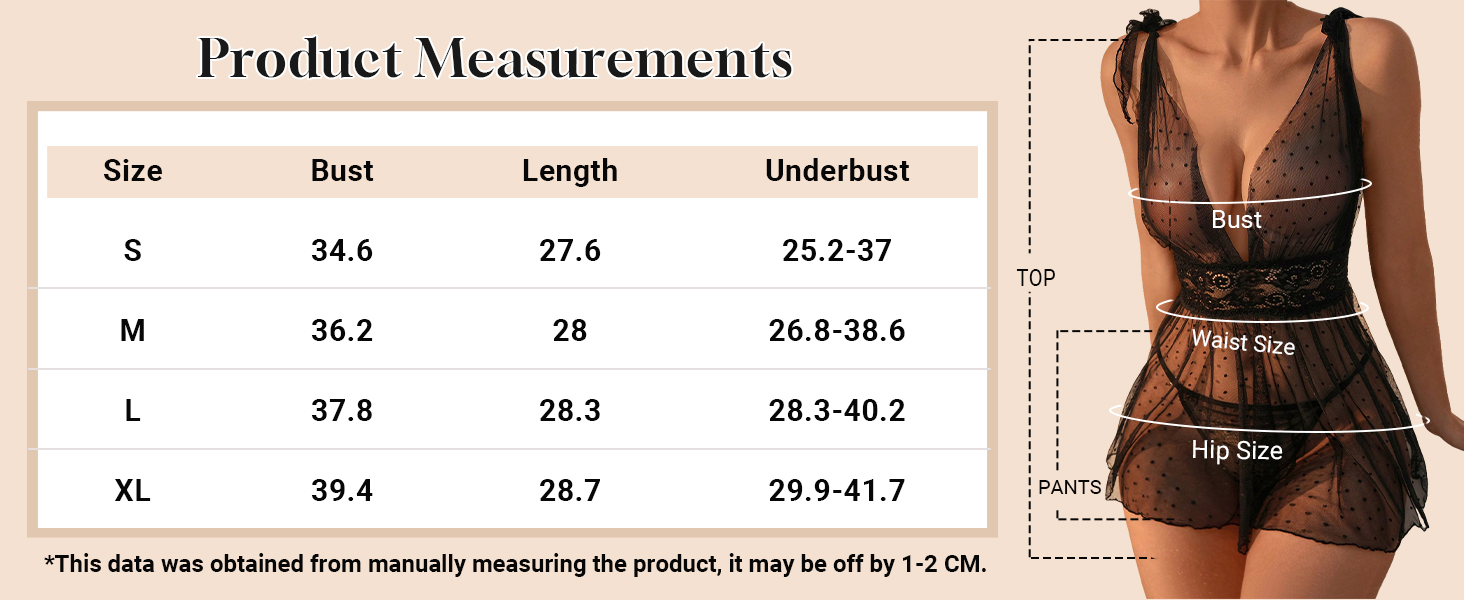 Product Measurements
Size Bust Length Underbust
S 34.6 27.6 25.2-37
M 36.2 28 26.8-38.6
L 37.8 28.3 28.3-40.2
XL 39.4 28.7 29.9-41.7
*This data was obtained from manually measuring the product, it may be off by 1-2 CM.
Bust
TOP
Waist Size
Hip Size
PANTS